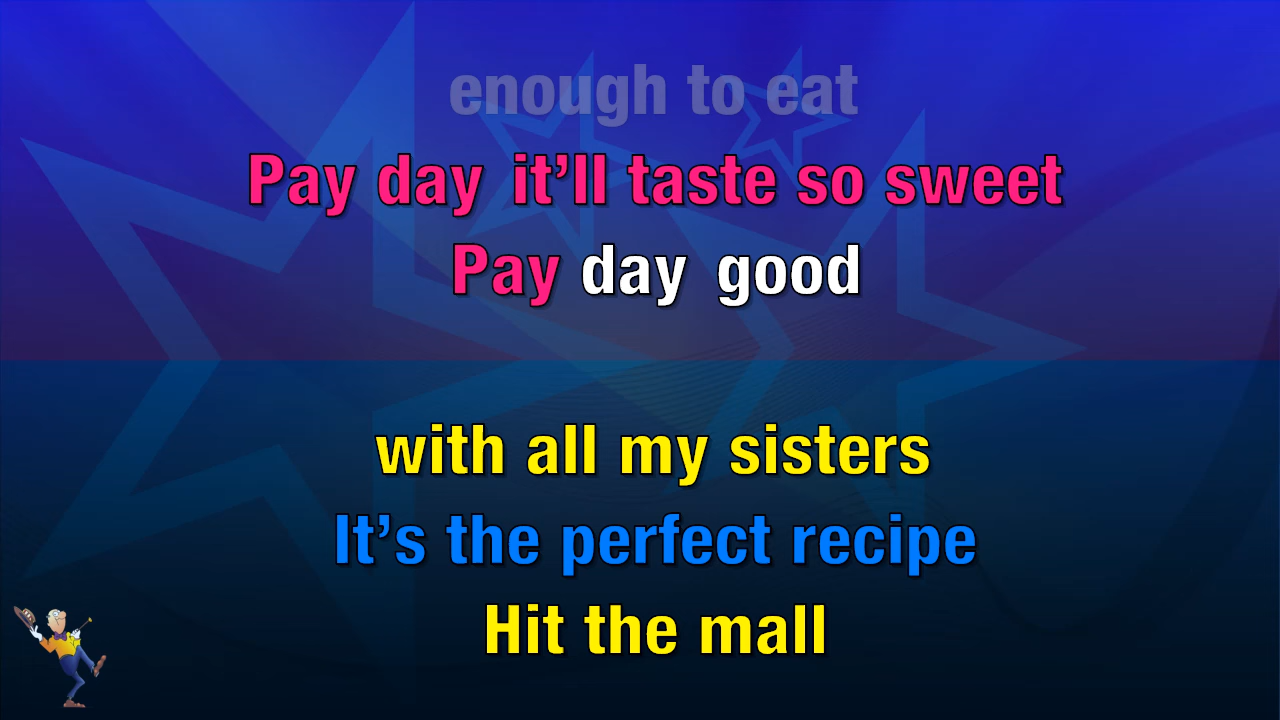 enough to eat
Pay day it’ll taste so sweet
Pay day good
with all my sisters
It’s the perfect recipe
Hit the mall